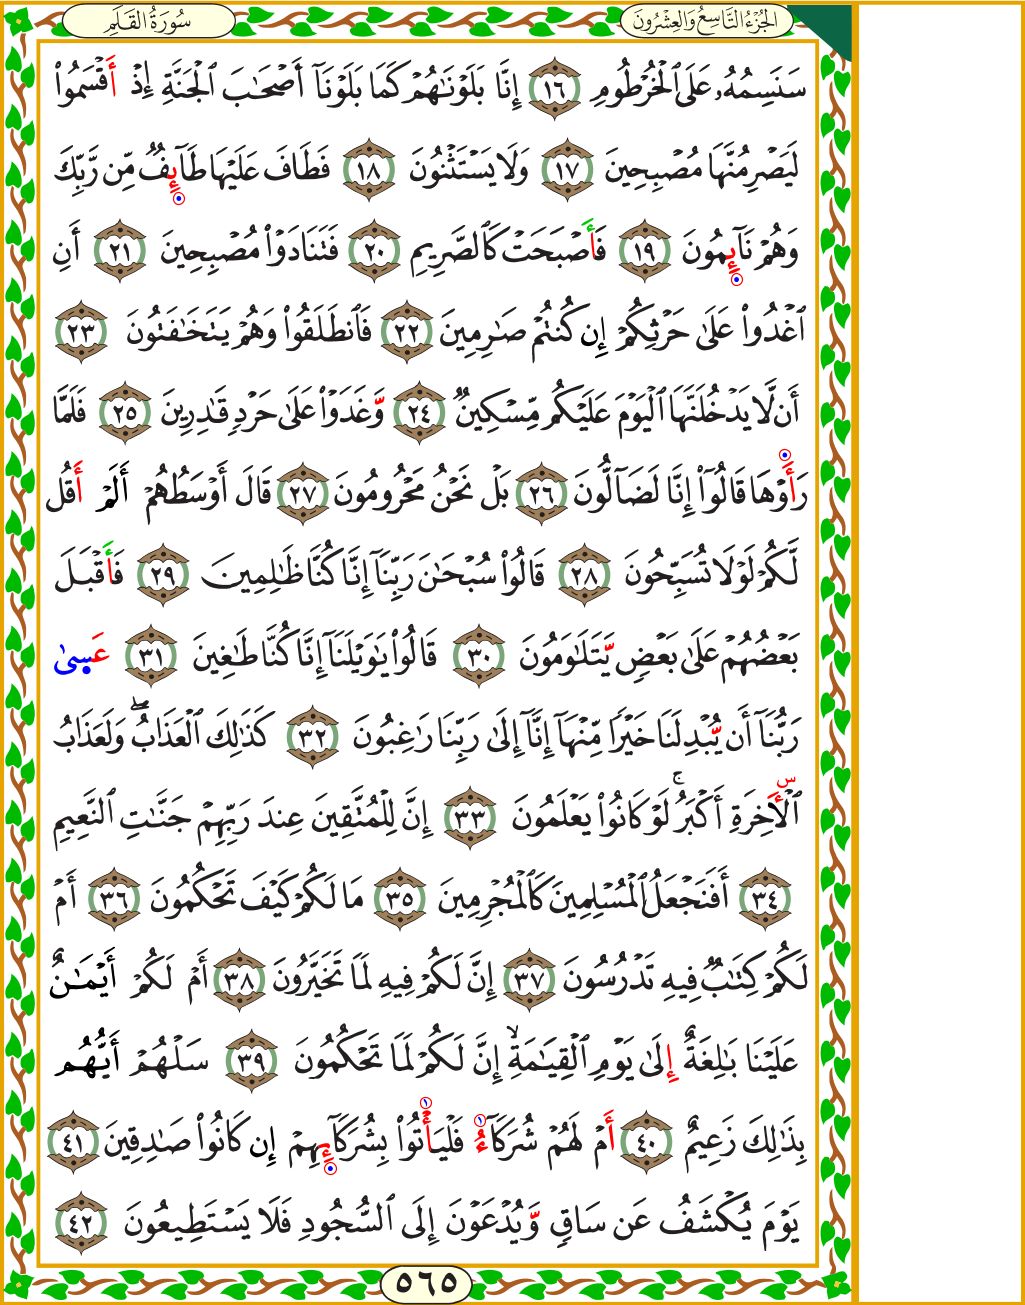 سُورَةُ القَلَمِ
الجُزْءُ التَّاسِعُ وَالعِشْرُونَ
سَنَسِمُهُۥ عَلَى ٱلْخُرْطُومِ ١٦ إِنَّا بَلَوْنَٰهُمْ كَمَا بَلَوْنَآ أَصْحَٰبَ ٱلْجَنَّةِ إِذْ أَقْسَمُوا۟
لَيَصْرِمُنَّهَا مُصْبِحِينَ ١٧ وَلَا يَسْتَثْنُونَ ١٨ فَطَافَ عَلَيْهَا طَآئِفٌ مِّن رَّبِّكَ
وَهُمْ نَآئِمُونَ ١٩ فَأَصْبَحَتْ كَٱلصَّرِيمِ ٢٠ فَتَنَادَوْا۟ مُصْبِحِينَ ٢١ أَنِ
ٱغْدُوا۟ عَلَىٰ حَرْثِكُمْ إِن كُنتُمْ صَٰرِمِينَ ٢٢ فَٱنطَلَقُوا۟ وَهُمْ يَتَخَٰفَتُونَ ٢٣
أَن لَّا يَدْخُلَنَّهَا ٱلْيَوْمَ عَلَيْكُم مِّسْكِينٌ ٢٤ وَغَدَوْا۟ عَلَىٰ حَرْدٍ قَٰدِرِينَ ٢٥ فَلَمَّا
رَأَوْهَا قَالُوٓا۟ إِنَّا لَضَآلُّونَ ٢٦ بَلْ نَحْنُ مَحْرُومُونَ ٢٧ قَالَ أَوْسَطُهُمْ أَلَمْ أَقُل
لَّكُمْ لَوْلَا تُسَبِّحُونَ ٢٨ قَالُوا۟ سُبْحَٰنَ رَبِّنَآ إِنَّا كُنَّا ظَٰلِمِينَ ٢٩ فَأَقْبَلَ
بَعْضُهُمْ عَلَىٰ بَعْضٍ يَتَلَٰوَمُونَ ٣٠ قَالُوا۟ يَٰوَيْلَنَآ إِنَّا كُنَّا طَٰغِينَ ٣١ عَسىٰ
رَبُّنَآ أَن يُبْدِلَنَا خَيْرًا مِّنْهَآ إِنَّآ إِلَىٰ رَبِّنَا رَٰغِبُونَ ٣٢ كَذَٰلِكَ ٱلْعَذَابُ ۖ وَلَعَذَابُ
ٱلْأَخِرَةِ أَكْبَرُ ۚ لَوْ كَانُوا۟ يَعْلَمُونَ ٣٣ إِنَّ لِلْمُتَّقِينَ عِندَ رَبِّهِمْ جَنَّٰتِ ٱلنَّعِيمِ
٣٤ أَفَنَجْعَلُ ٱلْمُسْلِمِينَ كَٱلْمُجْرِمِينَ ٣٥ مَا لَكُمْ كَيْفَ تَحْكُمُونَ ٣٦ أَمْ
لَكُمْ كِتَٰبٌ فِيهِ تَدْرُسُونَ ٣٧ إِنَّ لَكُمْ فِيهِ لَمَا تَخَيَّرُونَ ٣٨ أَمْ لَكُمْ أَيْمَٰنٌ
عَلَيْنَا بَٰلِغَةٌ إِلَىٰ يَوْمِ ٱلْقِيَٰمَةِ ۙ إِنَّ لَكُمْ لَمَا تَحْكُمُونَ ٣٩ سَلْهُمْ أَيُّهُم
بِذَٰلِكَ زَعِيمٌ ٤٠ أَمْ لَهُمْ شُرَكَآءُ فَلْيَأْتُوا۟ بِشُرَكَآئِهِمْ إِن كَانُوا۟ صَٰدِقِينَ ٤١
يَوْمَ يُكْشَفُ عَن سَاقٍ وَيُدْعَوْنَ إِلَى ٱلسُّجُودِ فَلَا يَسْتَطِيعُونَ ٤٢
٥٦٥